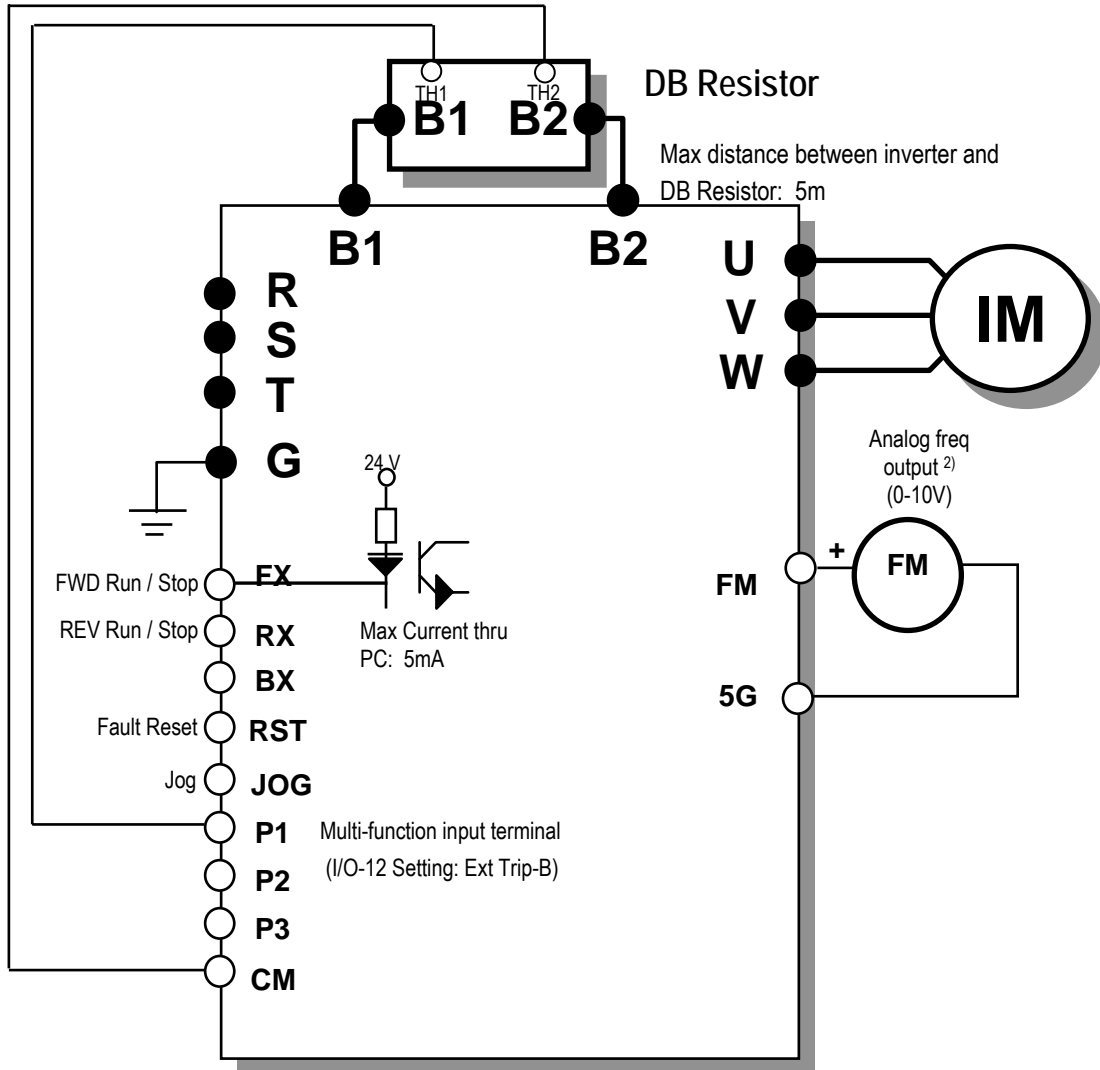 TH1
TH2
B1
B2
DB Resistor
Max distance between inverter and
DB Resistor: 5m
B1
B2
U
V
W
IM
R
S
T
G
24 V
Analog freq
output 2)
(0-10V)
FWD Run / Stop
FX
REV Run / Stop
RX
Max Current thru
PC: 5mA
FM
+
FM
BX
5G
Fault Reset
RST
Jog
JOG
P1
Multi-function input terminal
(I/O-12 Setting: Ext Trip-B)
P2
P3
CM